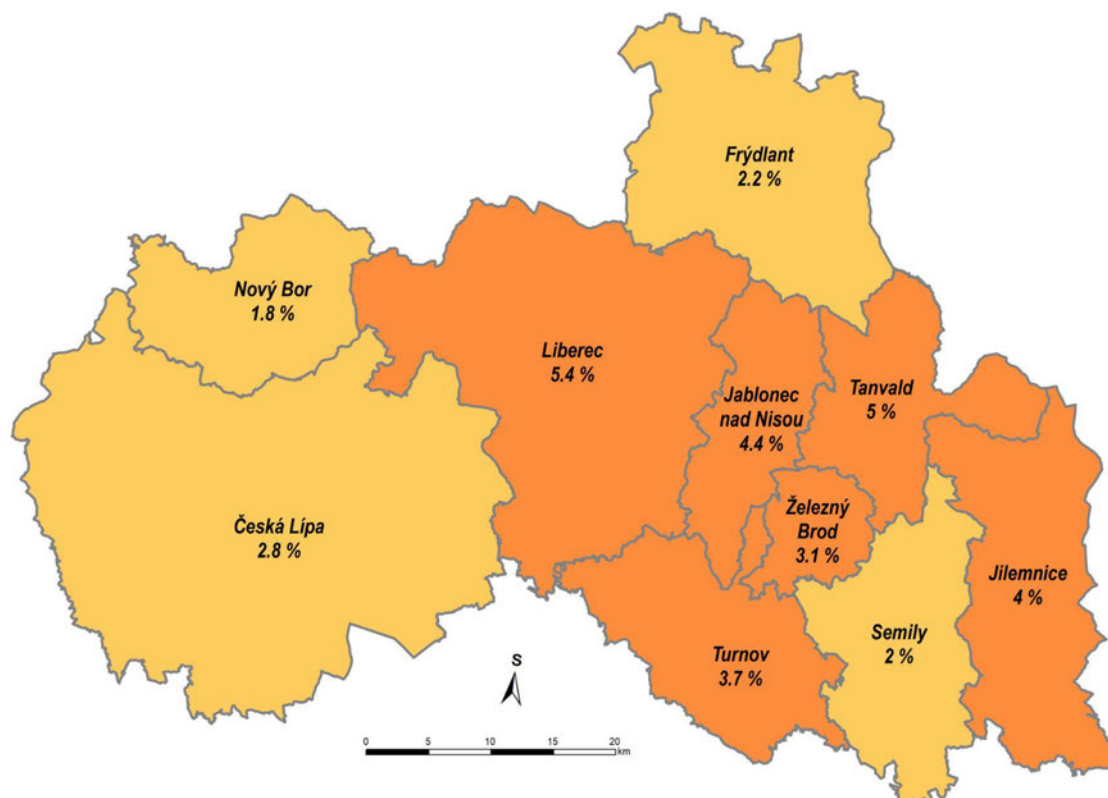 Frýdlant
2.2 %
Nový Bor
1.8 %
Liberec
5.4 %
Jablonec
nad Nisou
4.4 %
Tanvald
5 %
Česká Lípa
2.8 %
Železný
Brod
3.1 %
Jilemnice
4 %
Semily
2 %
Turnov
3.7 %
S
0 5 10 15 20
km